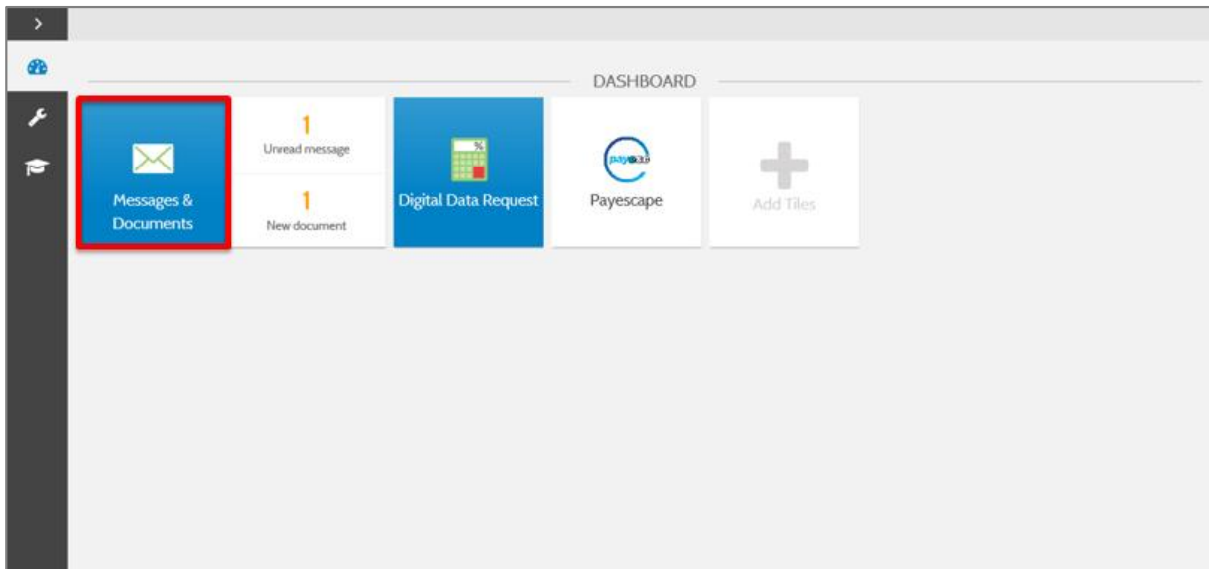 DASHBOARD
Messages &
Documents
1
Unread message
1
New document
%
Digital Data Request
Payescape
Add Tiles